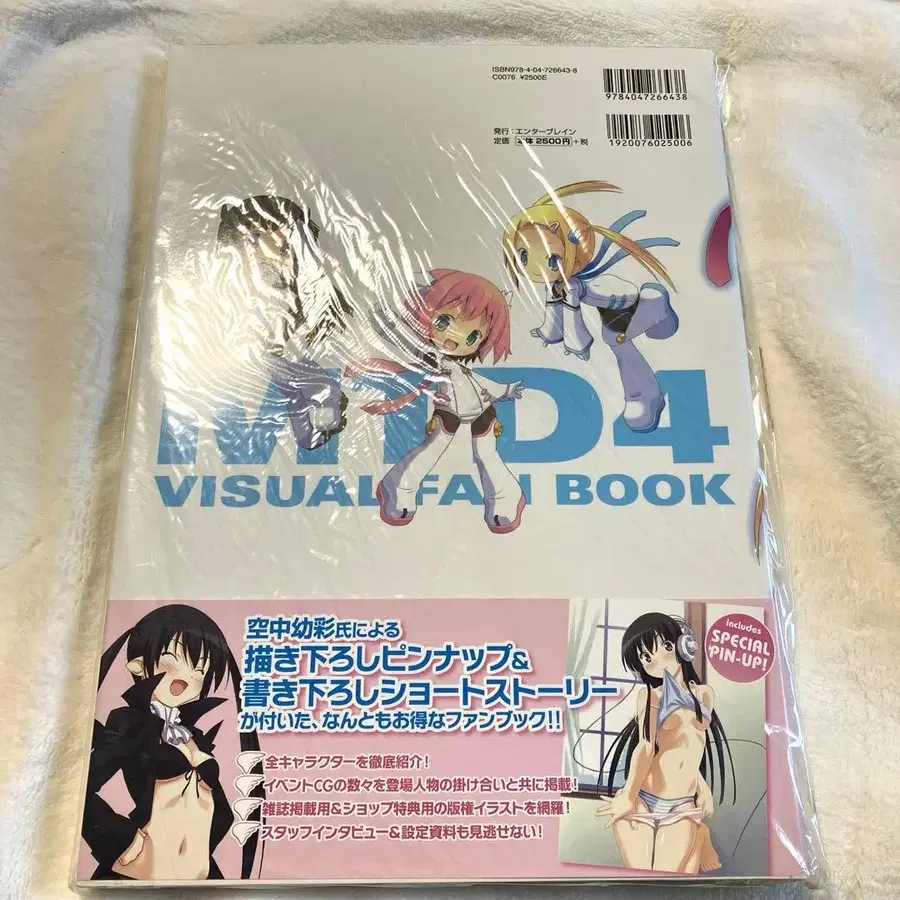 ISBN978-4-04-726643-8
C0076 ¥2500E
9784047266438
発行：エンターブレイン
定価 本体 2500円+税
1920076025006
M1D4
VISUAL FAN BOOK
空中幼彩氏による
描き下ろしピンナップ&
書き下ろしショートストーリー
が付いた、なんともお得なファンブック!!
includes
SPECIAL
PIN-UP!
全キャラクターを徹底紹介!
イベントCGの数々を登場人物の掛け合いと共に掲載!
雑誌掲載用&ショップ特典用の版権イラストを網羅!
スタッフインタビュー&設定資料も見逃せない!